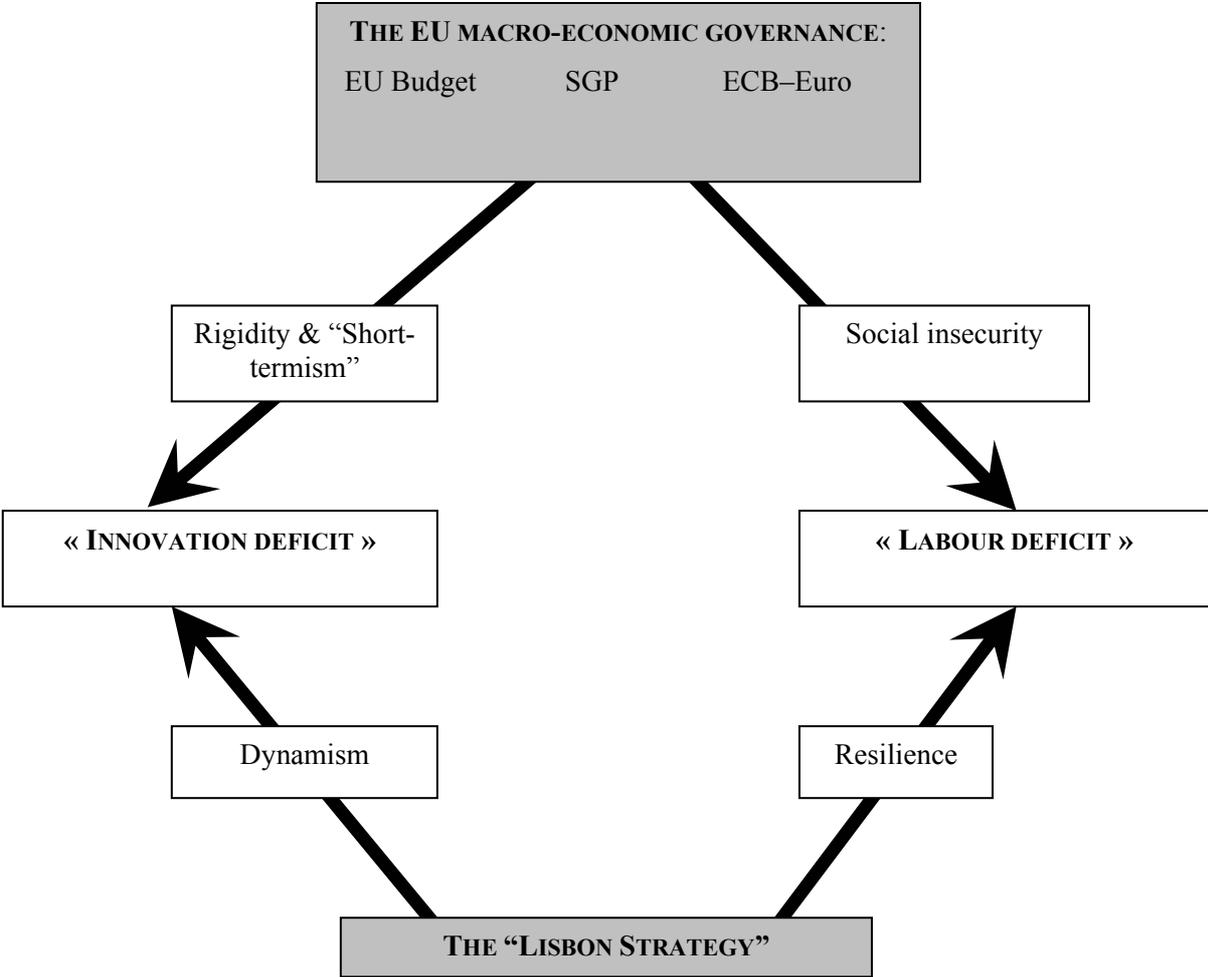 THE EU MACRO-ECONOMIC GOVERNANCE:
EU Budget SGP ECB–Euro
Rigidity & “Short-
termism”
Social insecurity
« INNOVATION DEFICIT »
« LABOUR DEFICIT »
Dynamism
Resilience
THE “LISBON STRATEGY”